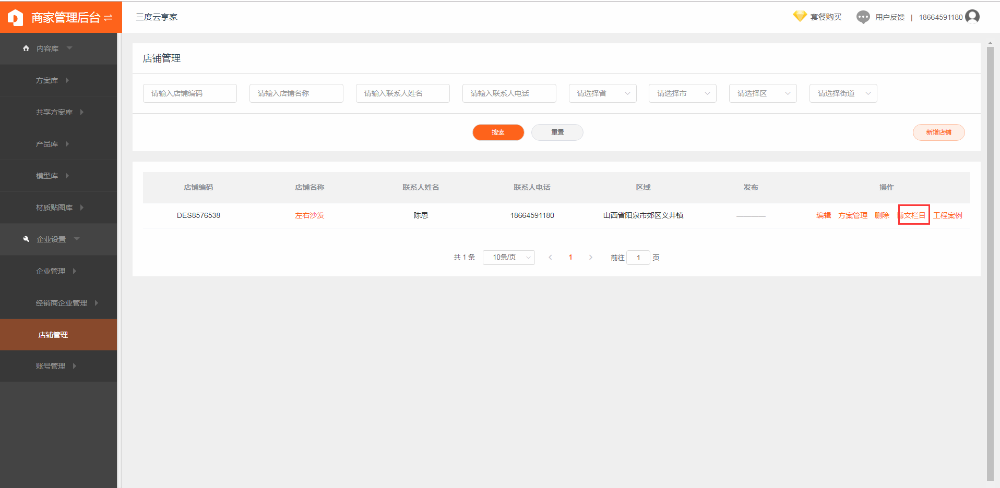 商家管理后台
三度云享家
套餐购买
用户反馈 | 18664591180
内容库
方案库
共享方案库
产品库
模型库
材质贴图库
企业设置
企业管理
经销商企业管理
店铺管理
账号管理
店铺管理
请输入店铺编码 请输入店铺名称 请输入联系人姓名 请输入联系人电话 请选择省 请选择市 请选择区 请选择街道
搜索 重置 新增店铺
店铺编码 店铺名称 联系人姓名 联系人电话 区域 发布 操作
DES8576538 左右沙发 陈思 18664591180 山西省阳泉市郊区义井镇 ———— 编辑 方案管理 删除 博文栏目 工程案例
共 1 条 10条/页 1 前往 1 页